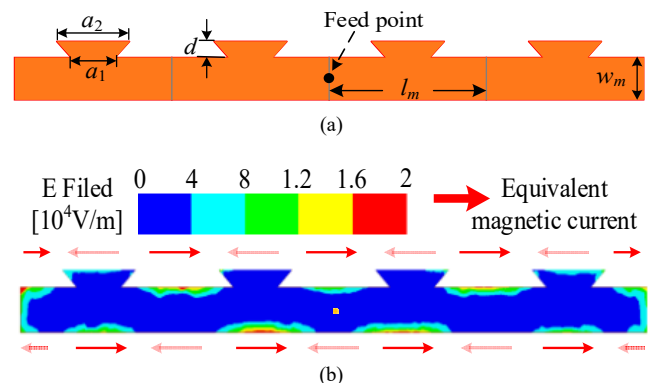 a2
Feed point
d
a1
lm
wm
(a)
E Filed 0 4 8 1.2 1.6 2
[10^4V/m]
Equivalent
magnetic current
(b)